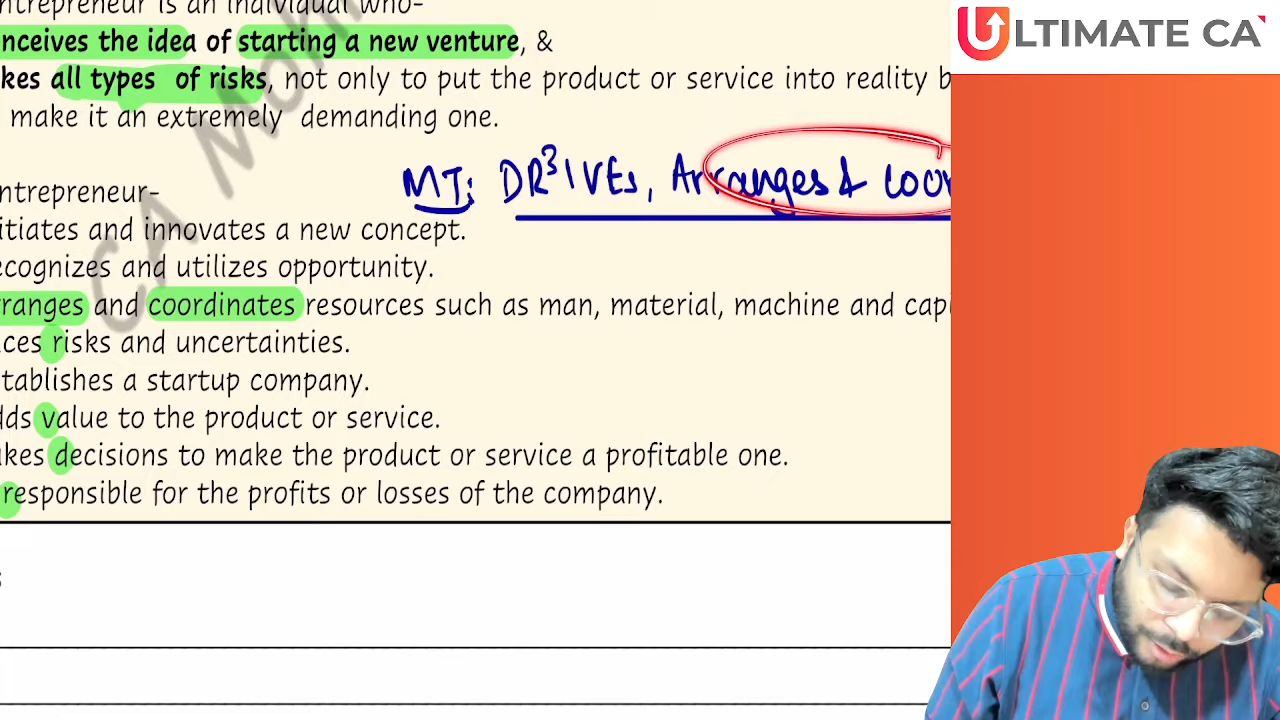 ntrepreneur is an individual who-
nceives the idea of starting a new venture, &
kes all types of risks, not only to put the product or service into reality b
make it an extremely demanding one.
MT: DR³IVEs, Arranges & coor
ntrepreneur-
itiates and innovates a new concept.
ecognizes and utilizes opportunity.
ranges and coordinates resources such as man, material, machine and capi
ces risks and uncertainties.
tablishes a startup company.
dds value to the product or service.
akes decisions to make the product or service a profitable one.
responsible for the profits or losses of the company.
s
CA Mohi
ULTIMATE CA